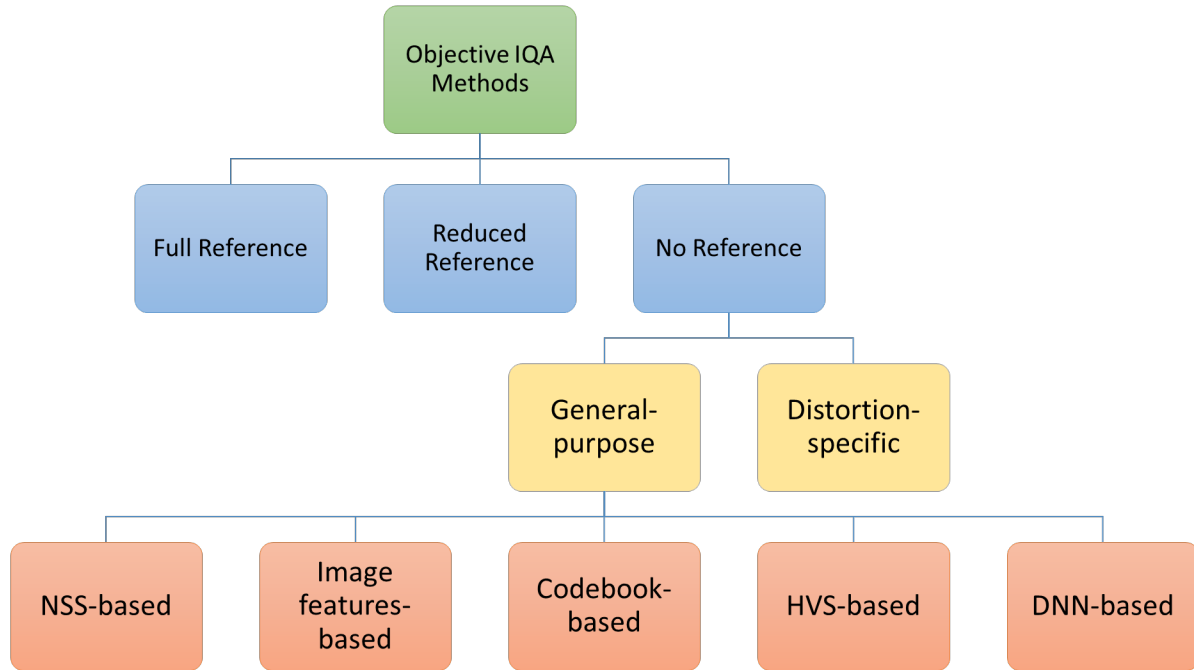 Objective IQA
Methods
Full Reference
Reduced
Reference
No Reference
General-
purpose
Distortion-
specific
NSS-based
Image
features-
based
Codebook-
based
HVS-based
DNN-based